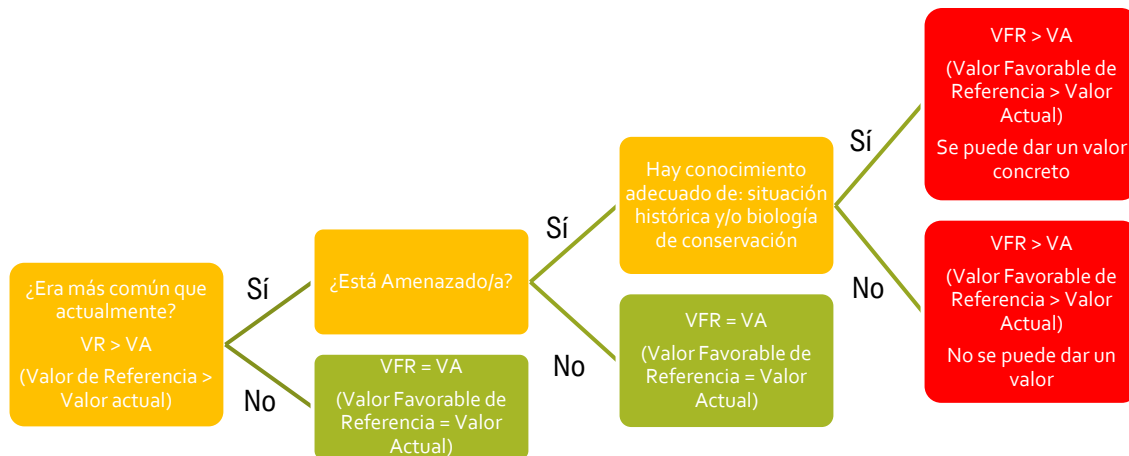 ¿Era más común que
actualmente?
VR > VA
(Valor de Referencia >
Valor actual)
Sí
No
¿Está Amenazado/a?
VFR = VA
(Valor Favorable de
Referencia = Valor
Actual)
Sí
No
Hay conocimiento
adecuado de: situación
histórica y/o biología
de conservación
VFR = VA
(Valor Favorable de
Referencia = Valor
Actual)
Sí
No
VFR > VA
(Valor Favorable de
Referencia > Valor
Actual)
Se puede dar un valor
concreto
VFR > VA
(Valor Favorable de
Referencia > Valor
Actual)
No se puede dar un
valor